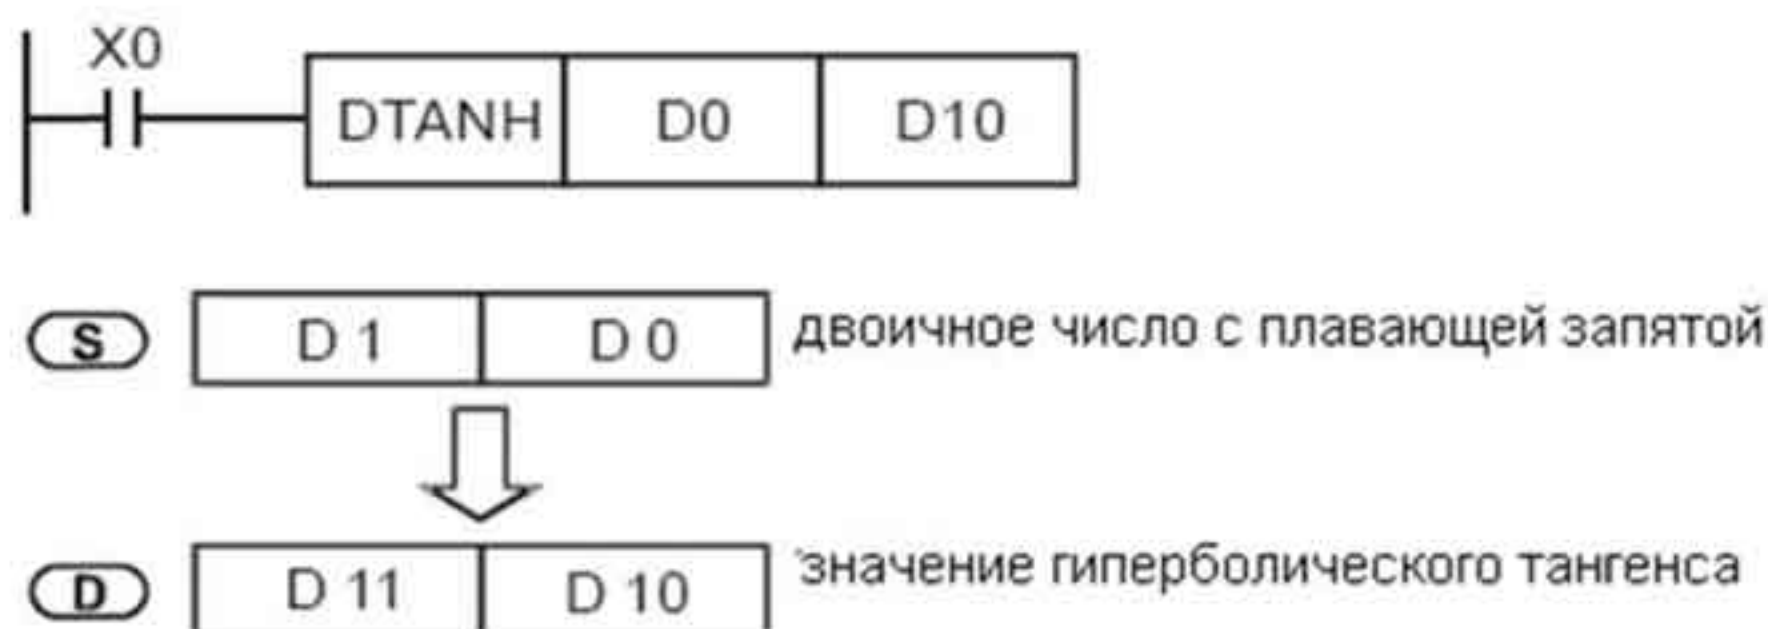 X0
DTANH D0 D10
S D 1 D 0 двоичное число с плавающей запятой
D D 11 D 10 значение гиперболического тангенса